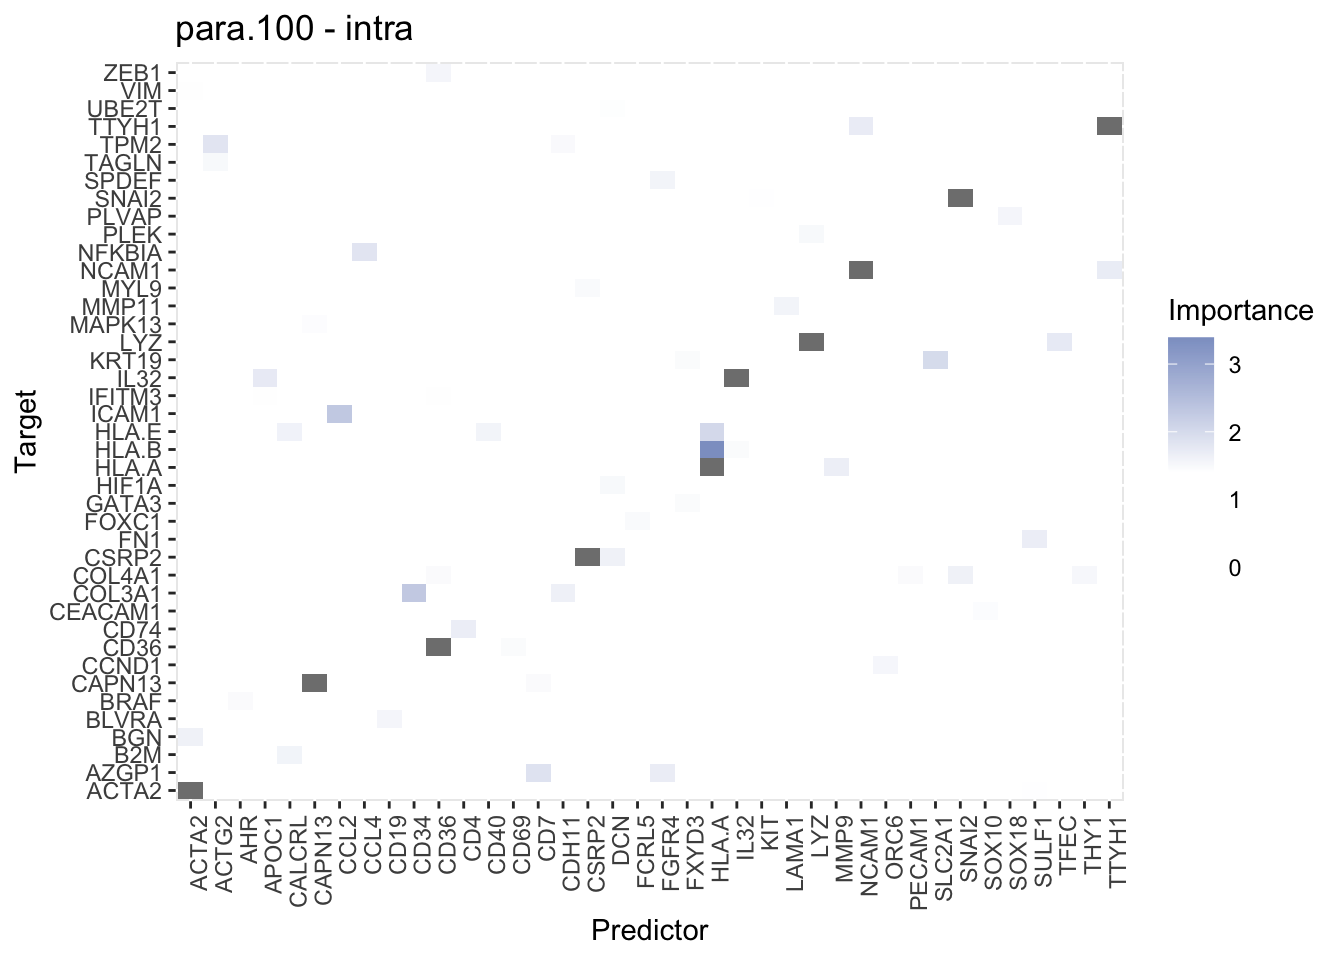 para.100 - intra
ZEB1
VIM
UBE2T
TTYH1
TPM2
TAGLN
SPDEF
SNAI2
PLVAP
PLEK
NFKBIA
NCAM1
MYL9
MMP11
MAPK13
LYZ
KRT19
IL32
IFITM3
ICAM1
HLA.E
HLA.B
HLA.A
HIF1A
GATA3
FOXC1
FN1
CSRP2
COL4A1
COL3A1
CEACAM1
CD74
CD36
CCND1
CAPN13
BRAF
BLVRA
BGN
B2M
AZGP1
ACTA2
Target
ACTA2
ACTG2
AHR
APOC1
CALCRL
CAPN13
CCL2
CCL4
CD19
CD34
CD36
CD4
CD40
CD69
CD7
CDH11
CSRP2
DCN
FCRL5
FGFR4
FXYD3
HLA.A
IL32
KIT
LAMA1
LYZ
MMP9
NCAM1
ORC6
PECAM1
SLC2A1
SNAI2
SOX10
SOX18
SULF1
TFEC
THY1
TTYH1
Predictor
Importance
3
2
1
0